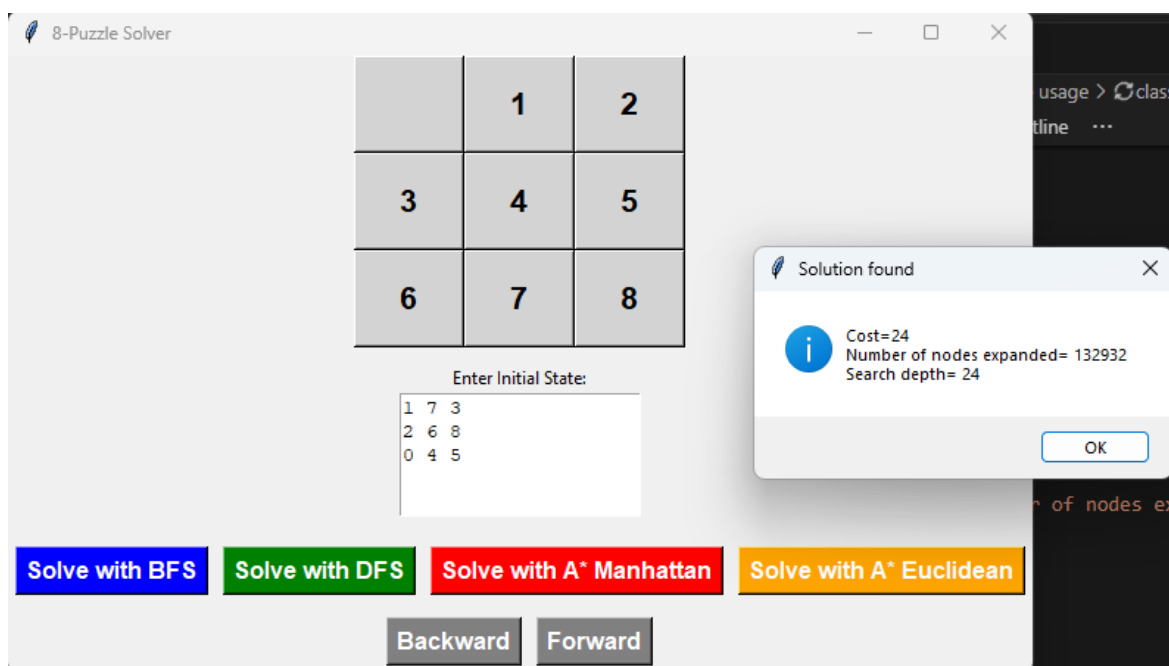 8-Puzzle Solver
usage > class
tline ...
1 2
3 4 5
6 7 8
Solution found
Cost=24
Number of nodes expanded= 132932
Search depth= 24
OK
Enter Initial State:
1 7 3
2 6 8
0 4 5
of nodes ex
Solve with BFS Solve with DFS Solve with A* Manhattan Solve with A* Euclidean
Backward Forward